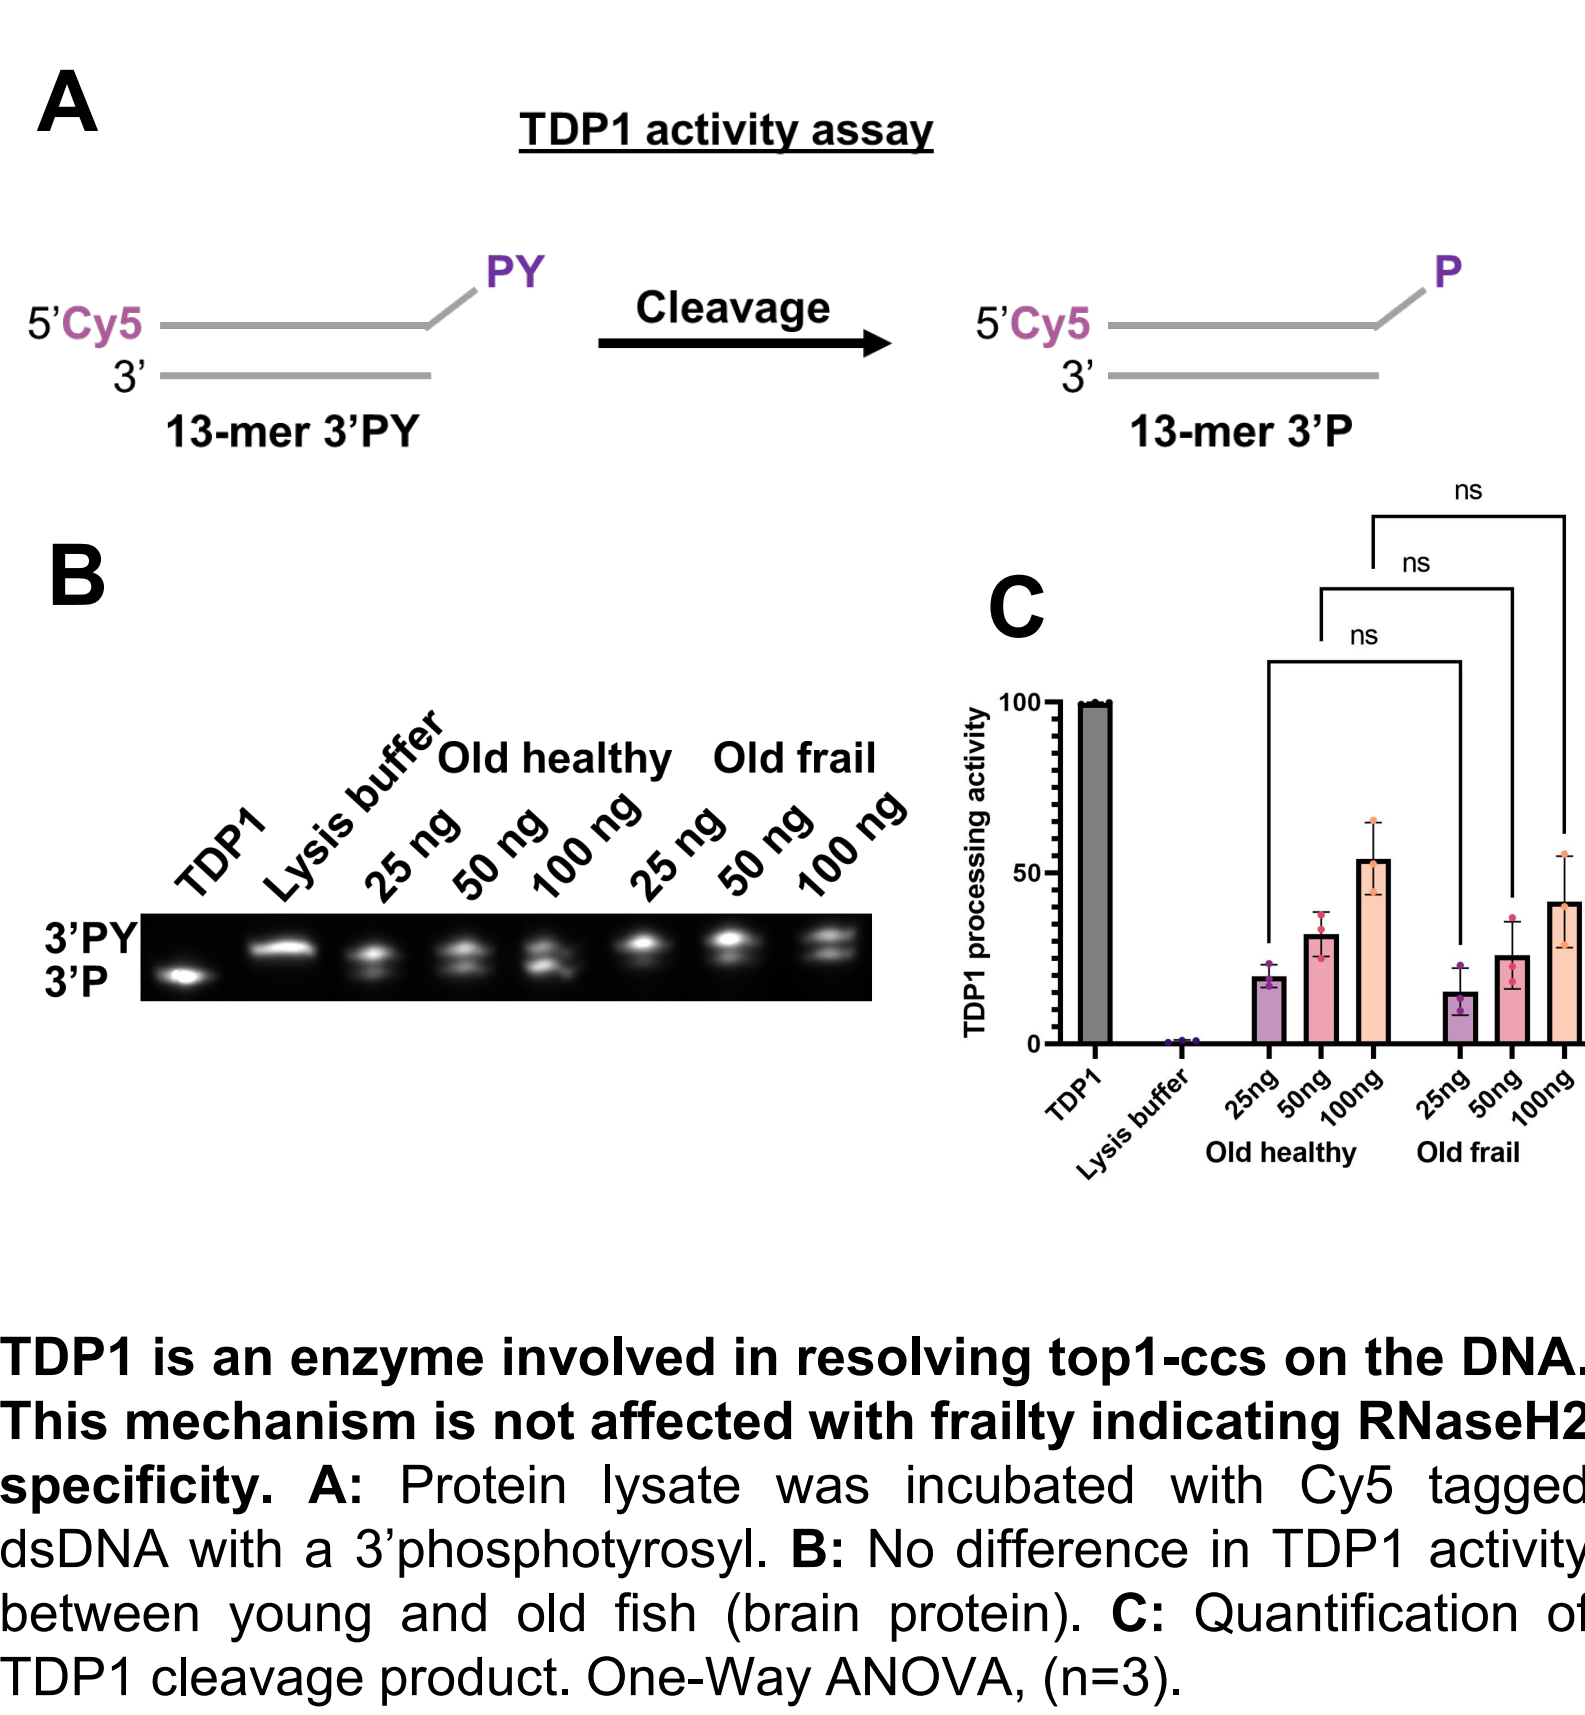 A
TDP1 activity assay
PY
5’Cy5
3’
13-mer 3’PY
Cleavage
P
5’Cy5
3’
13-mer 3’P
B
TDP1
Lysis buffer
Old healthy
Old frail
25 ng
50 ng
100 ng
25 ng
50 ng
100 ng
3’PY
3’P
C
ns
ns
ns
TDP1 processing activity
100
50
0
TDP1
Lysis buffer
25ng
50ng
100ng
25ng
50ng
100ng
Old healthy
Old frail
TDP1 is an enzyme involved in resolving top1-ccs on the DNA.
This mechanism is not affected with frailty indicating RNaseH2
specificity. A: Protein lysate was incubated with Cy5 tagged
dsDNA with a 3’phosphotyrosyl. B: No difference in TDP1 activity
between young and old fish (brain protein). C: Quantification of
TDP1 cleavage product. One-Way ANOVA, (n=3).